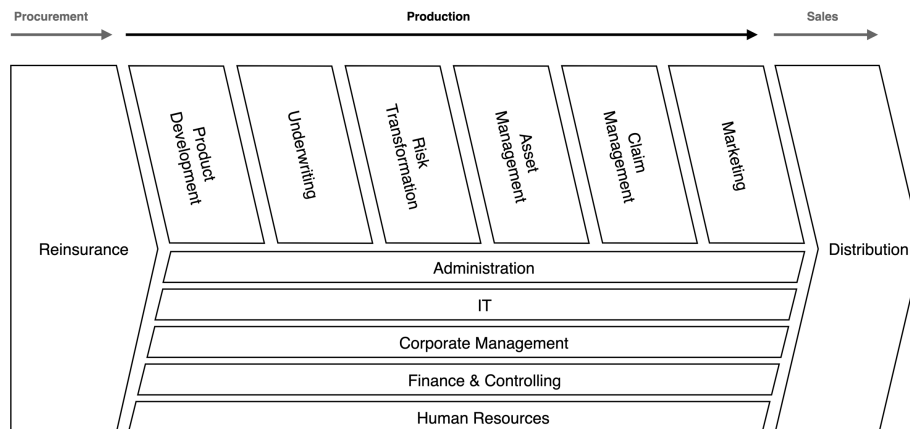 Procurement
Production
Sales
Product
Development
Underwriting
Risk
Transformation
Asset
Management
Claim
Management
Marketing
Reinsurance
Distribution
Administration
IT
Corporate Management
Finance & Controlling
Human Resources